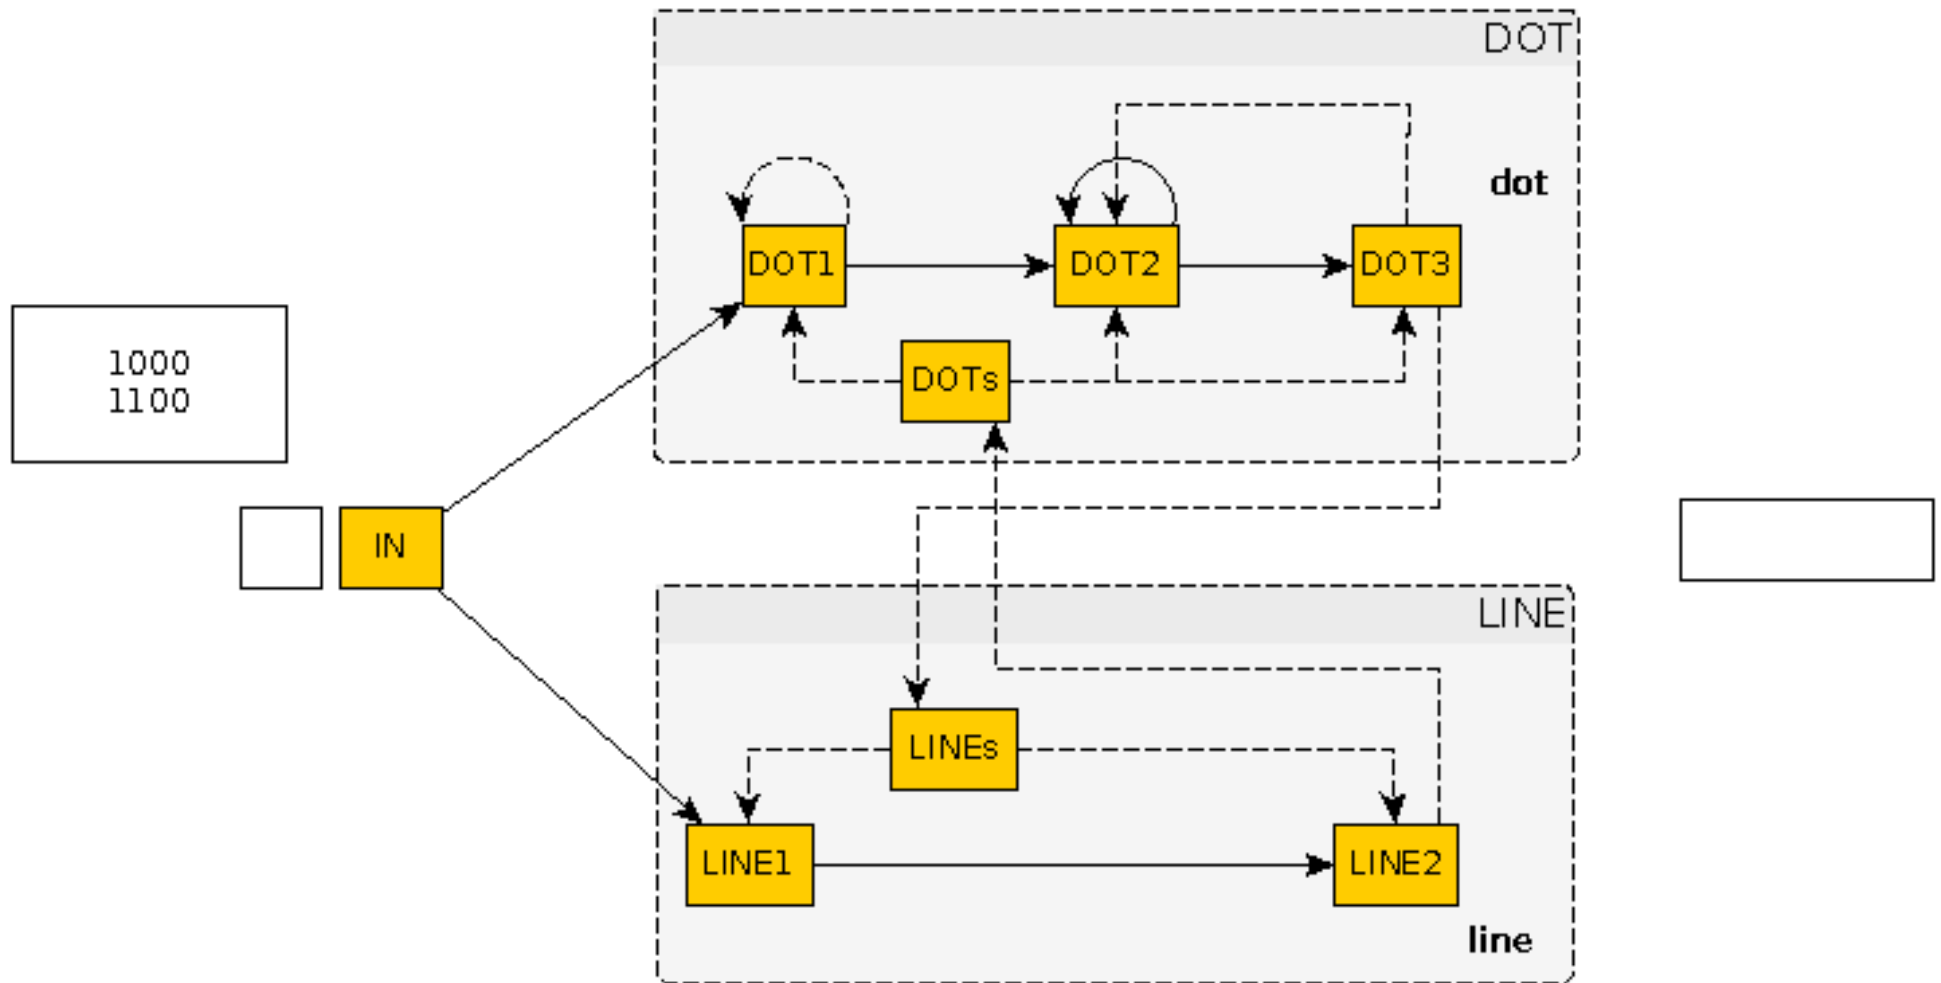 DOT
dot
DOT1
DOT2
DOT3
1000
1100
DOTs
IN
LINE
LINEs
LINE1
LINE2
line